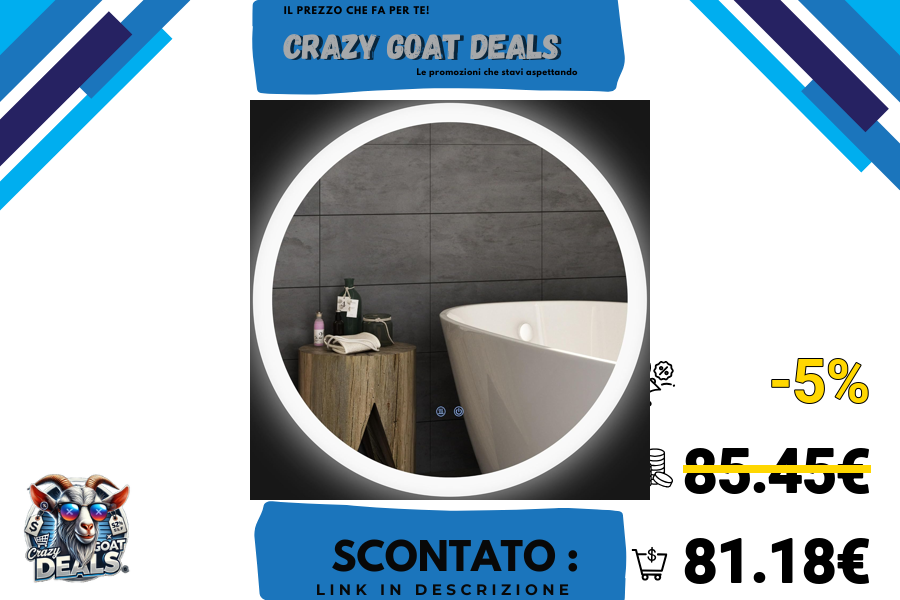 IL PREZZO CHE FA PER TE!
CRAZY GOAT DEALS
Le promozioni che stavi aspettando
-5%
85.45€
81.18€
SCONTATO :
LINK IN DESCRIZIONE
Crazy GOAT
DEALS